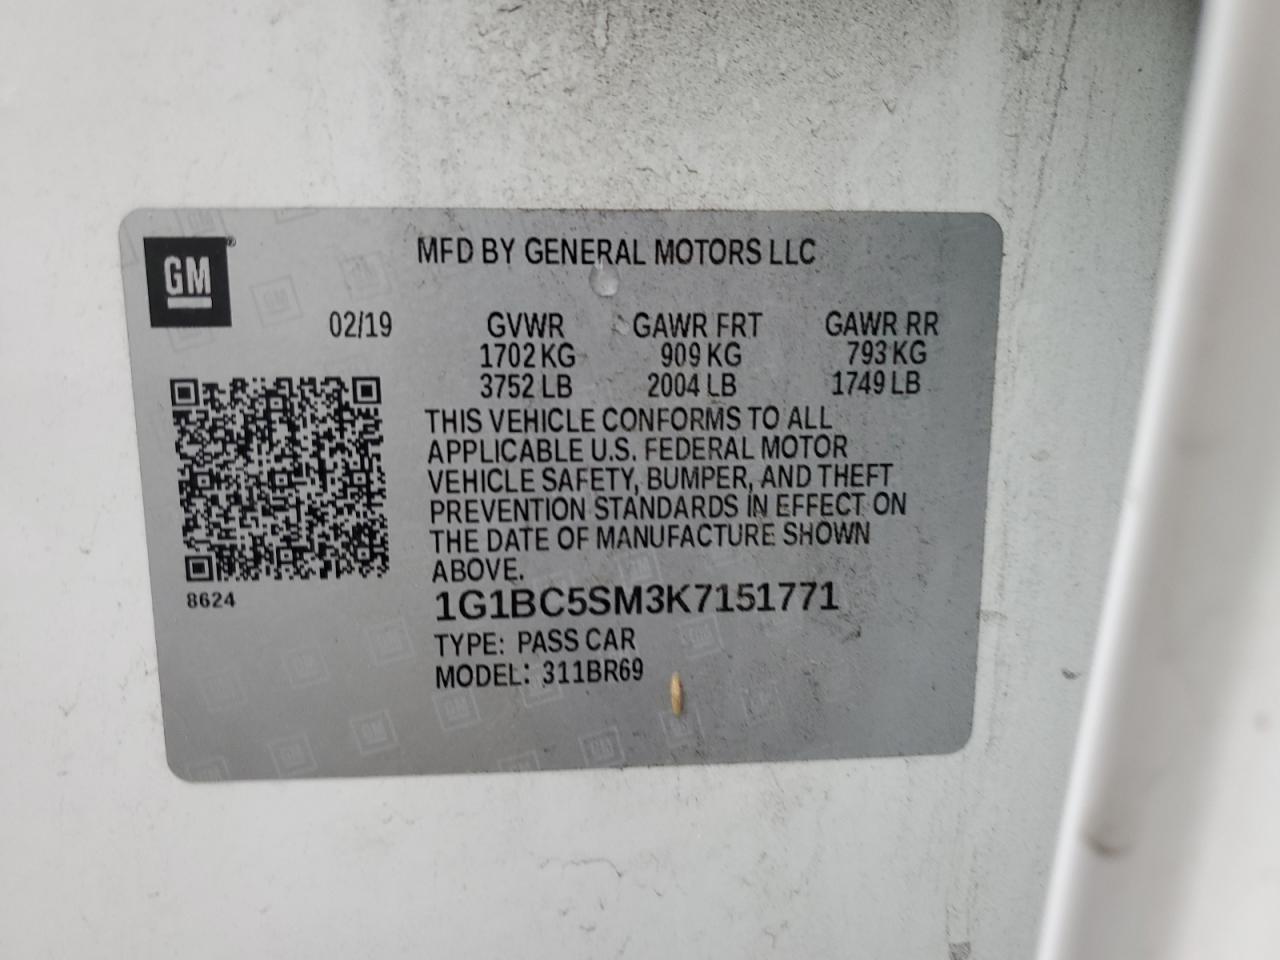 GM®
MFD BY GENERAL MOTORS LLC
02/19 GVWR GAWR FRT GAWR RR
1702 KG 909 KG 793 KG
3752 LB 2004 LB 1749 LB
THIS VEHICLE CONFORMS TO ALL
APPLICABLE U.S. FEDERAL MOTOR
VEHICLE SAFETY, BUMPER, AND THEFT
PREVENTION STANDARDS IN EFFECT ON
THE DATE OF MANUFACTURE SHOWN
ABOVE.
8624
1G1BC5SM3K7151771
TYPE: PASS CAR
MODEL: 311BR69